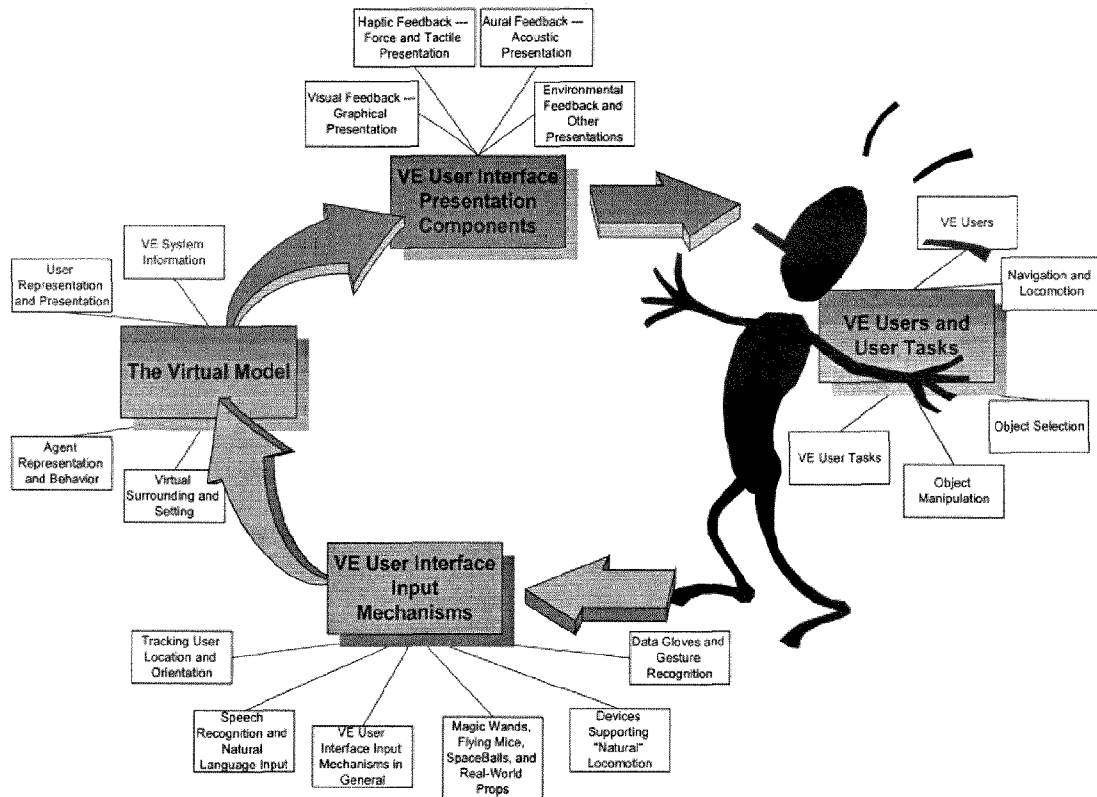 Haptic Feedback ---
Force and Tactile
Presentation
Aural Feedback ---
Acoustic
Presentation
Visual Feedback ---
Graphical
Presentation
Environmental
Feedback and
Other
Presentations
VE User Interface
Presentation
Components
VE System
Information
User
Representation
and Presentation
The Virtual Model
Agent
Representation
and Behavior
Virtual
Surrounding and
Setting
VE Users
Navigation and
Locomotion
VE Users and
User Tasks
Object Selection
VE User Tasks
Object
Manipulation
VE User Interface
Input
Mechanisms
Tracking User
Location and
Orientation
Data Gloves and
Gesture
Recognition
Speech
Recognition and
Natural
Language Input
VE User
Interface Input
Mechanisms in
General
Magic Wands,
Flying Mice,
SpaceBalls, and
Real-World
Props
Devices
Supporting
"Natural"
Locomotion